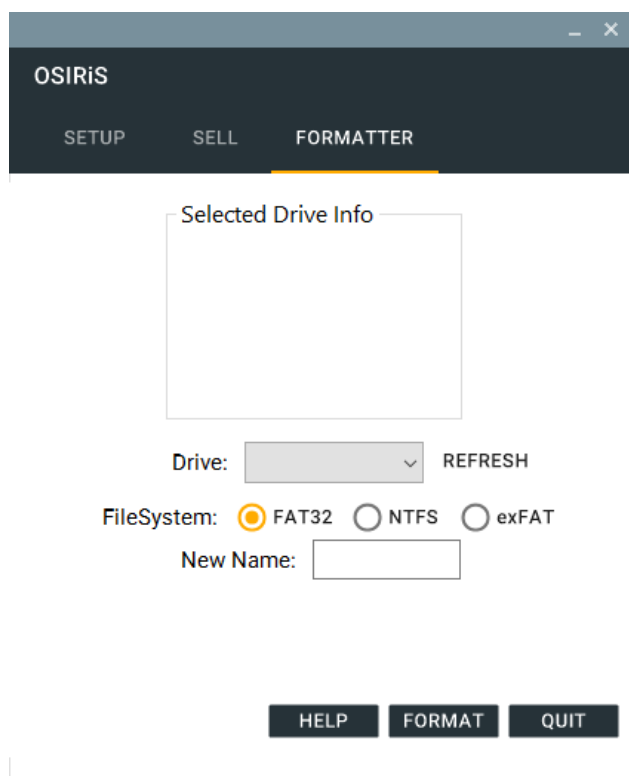 OSIRiS
SETUP SELL FORMATTER
Selected Drive Info
Drive: REFRESH
FileSystem: FAT32 NTFS exFAT
New Name:
HELP FORMAT QUIT